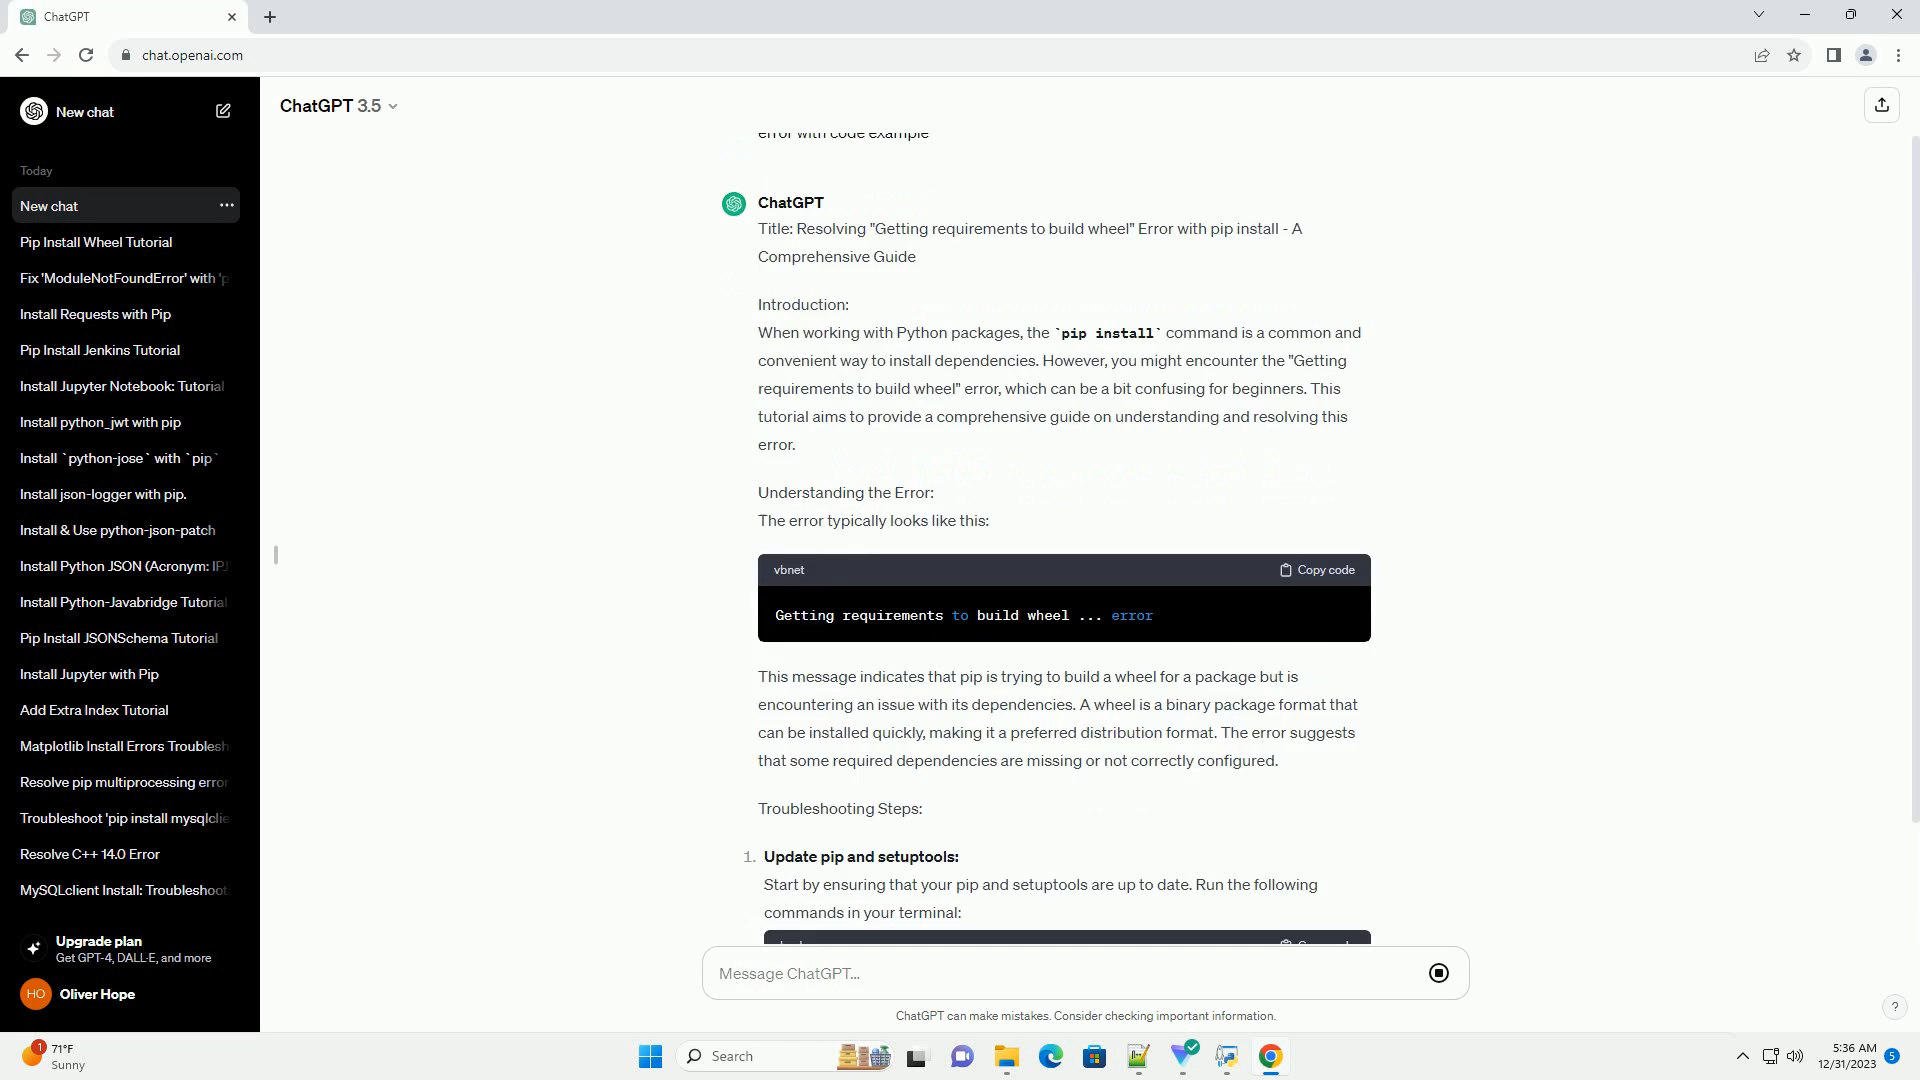 ChatGPT
chat.openai.com
New chat
Today
New chat
Pip Install Wheel Tutorial
Fix 'ModuleNotFoundError' with 'p
Install Requests with Pip
Pip Install Jenkins Tutorial
Install Jupyter Notebook: Tutorial
Install python_jwt with pip
Install `python-jose` with `pip`
Install json-logger with pip.
Install & Use python-json-patch
Install Python JSON (Acronym: IPJ
Install Python-Javabridge Tutorial
Pip Install JSONSchema Tutorial
Install Jupyter with Pip
Add Extra Index Tutorial
Matplotlib Install Errors Troublesh
Resolve pip multiprocessing error
Troubleshoot 'pip install mysqlclie
Resolve C++ 14.0 Error
MySQLclient Install: Troubleshoot
Upgrade plan
Get GPT-4, DALL·E, and more
HO Oliver Hope
ChatGPT 3.5
error with code example
ChatGPT
Title: Resolving "Getting requirements to build wheel" Error with pip install - A
Comprehensive Guide
Introduction:
When working with Python packages, the `pip install` command is a common and
convenient way to install dependencies. However, you might encounter the "Getting
requirements to build wheel" error, which can be a bit confusing for beginners. This
tutorial aims to provide a comprehensive guide on understanding and resolving this
error.
Understanding the Error:
The error typically looks like this:
vbnet Copy code
Getting requirements to build wheel ... error
This message indicates that pip is trying to build a wheel for a package but is
encountering an issue with its dependencies. A wheel is a binary package format that
can be installed quickly, making it a preferred distribution format. The error suggests
that some required dependencies are missing or not correctly configured.
Troubleshooting Steps:
1. Update pip and setuptools:
Start by ensuring that your pip and setuptools are up to date. Run the following
commands in your terminal:
Message ChatGPT...
ChatGPT can make mistakes. Consider checking important information.
?
1
71°F
Sunny
Search
5:36 AM
12/31/2023
5